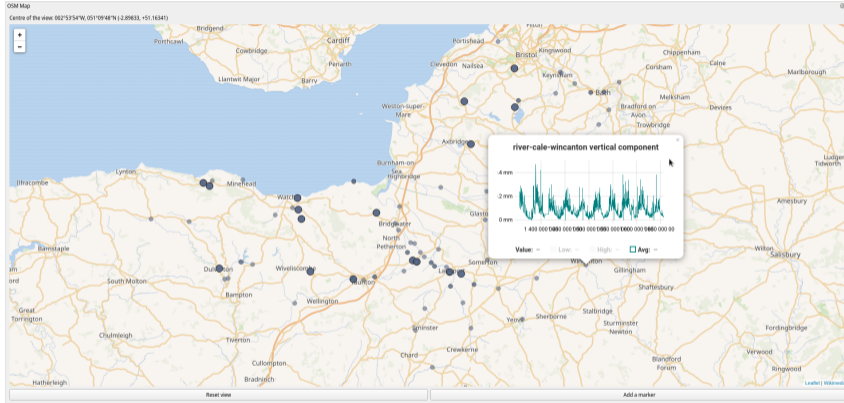 OSM Map
Centre of the view: 002°53'54"W, 051°09'48"N (-2.89833, +51.16341)
+
−
Bridgend
Porthcawl
Cowbridge
Cardiff
Penarth
Llantwit Major
Barry
Portishead
Clevedon
Nailsea
Bristol
Kingswood
Keynsham
Chippenham
Corsham
Calne
Marlborough
Bath
Melksham
Bradford on
Avon
Devizes
Trowbridge
Weston-super-
Mare
Axbridge
Burnham-on-
Sea
Highbridge
Lynton
Ilfracombe
Minehead
Watchet
Bridgwater
North
Petherton
Barnstaple
South Molton
Dulverton
Bampton
Wiveliscombe
Wellington
Taunton
Somerton
Great
Torrington
Chulmleigh
Tiverton
Cullompton
Bradninch
Hatherleigh
Ilminster
Chard
Crewkerne
Yeovil
Sherborne
Stalbridge
Sturminster
Newton
Gillingham
Shaftesbury
Blandford
Forum
Verwood
Ringwood
Fordingbridge
Wilton
Salisbury
Amesbury
Ludger
Tidworth
river-cale-wincanton vertical component
4 mm
2 mm
0 mm
Value: --
Low: --
High: --
Avg: --
Leaflet | Wikimedia
Reset view
Add a marker